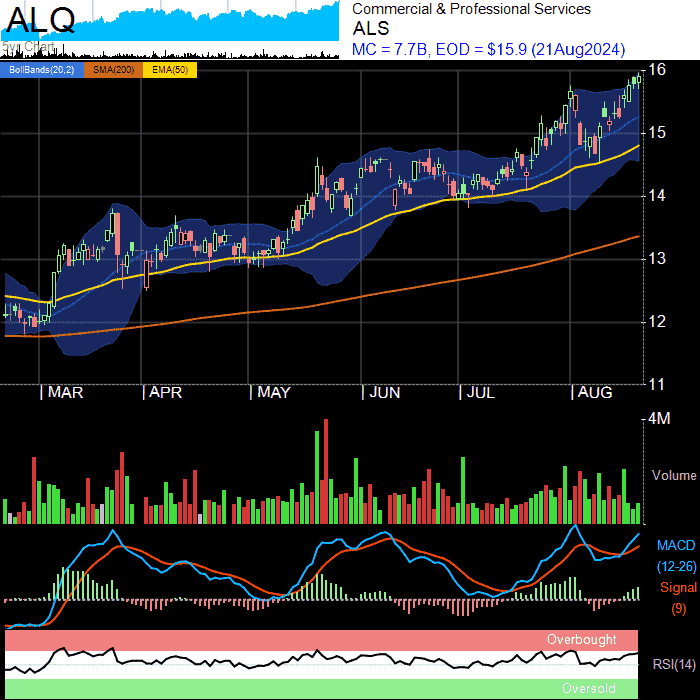 ALQ
by: Chart
Commercial & Professional Services
ALS
MC = 7.7B, EOD = $15.9 (21Aug2024)
BollBands(20,2) SMA(200) EMA(50)
16
15
14
13
12
11
MAR APR MAY JUN JUL AUG
4M
Volume
MACD
(12-26)
Signal
(9)
Overbought
RSI(14)
Oversold